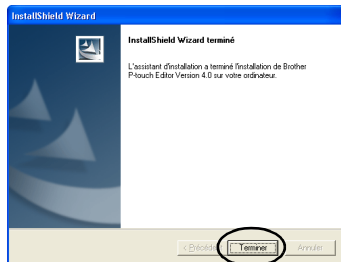 InstallShield Wizard
InstallShield Wizard terminé
L'assistant d'installation a terminé l'installation de Brother
P-touch Editor Version 4.0 sur votre ordinateur.
< Précédent Terminer Annuler